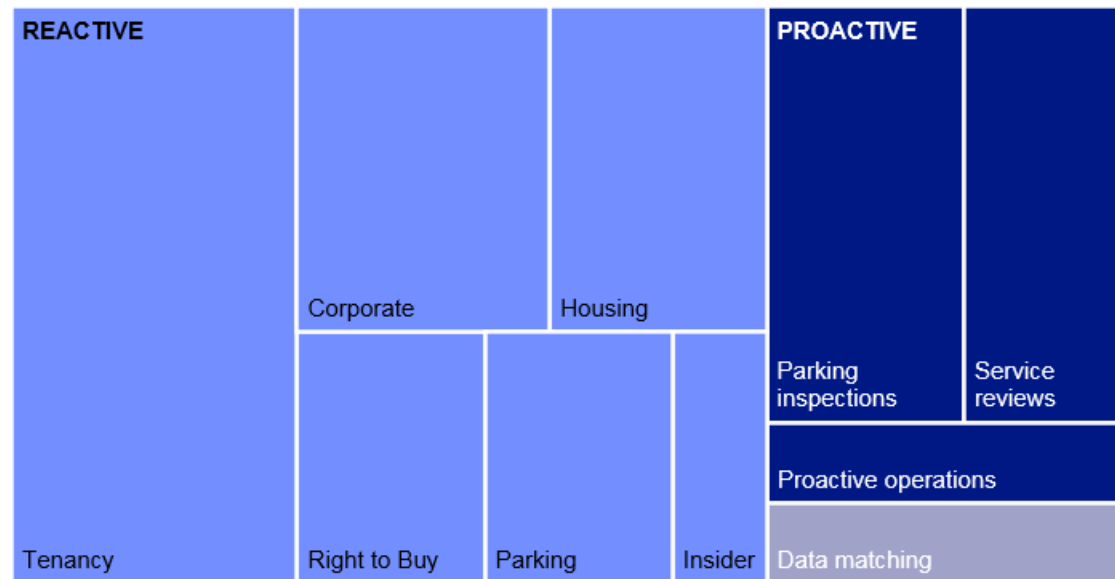 REACTIVE
PROACTIVE
Corporate
Housing
Parking
inspections
Service
reviews
Proactive operations
Tenancy
Right to Buy
Parking
Insider
Data matching